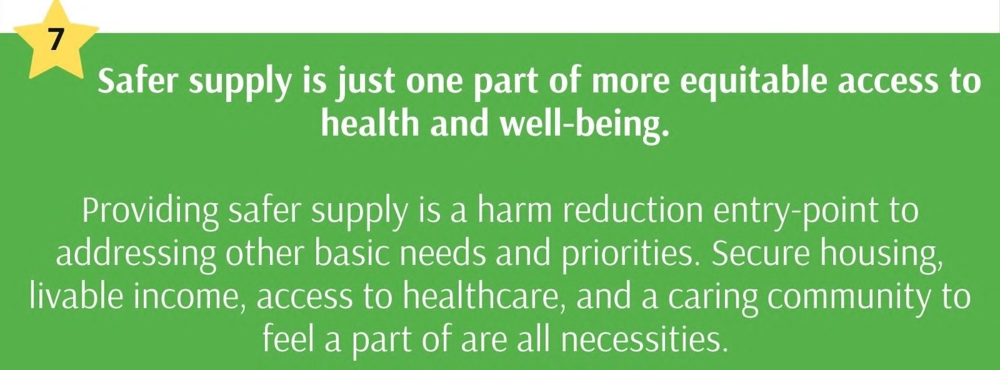 7
Safer supply is just one part of more equitable access to
health and well-being.
Providing safer supply is a harm reduction entry-point to
addressing other basic needs and priorities. Secure housing,
livable income, access to healthcare, and a caring community to
feel a part of are all necessities.